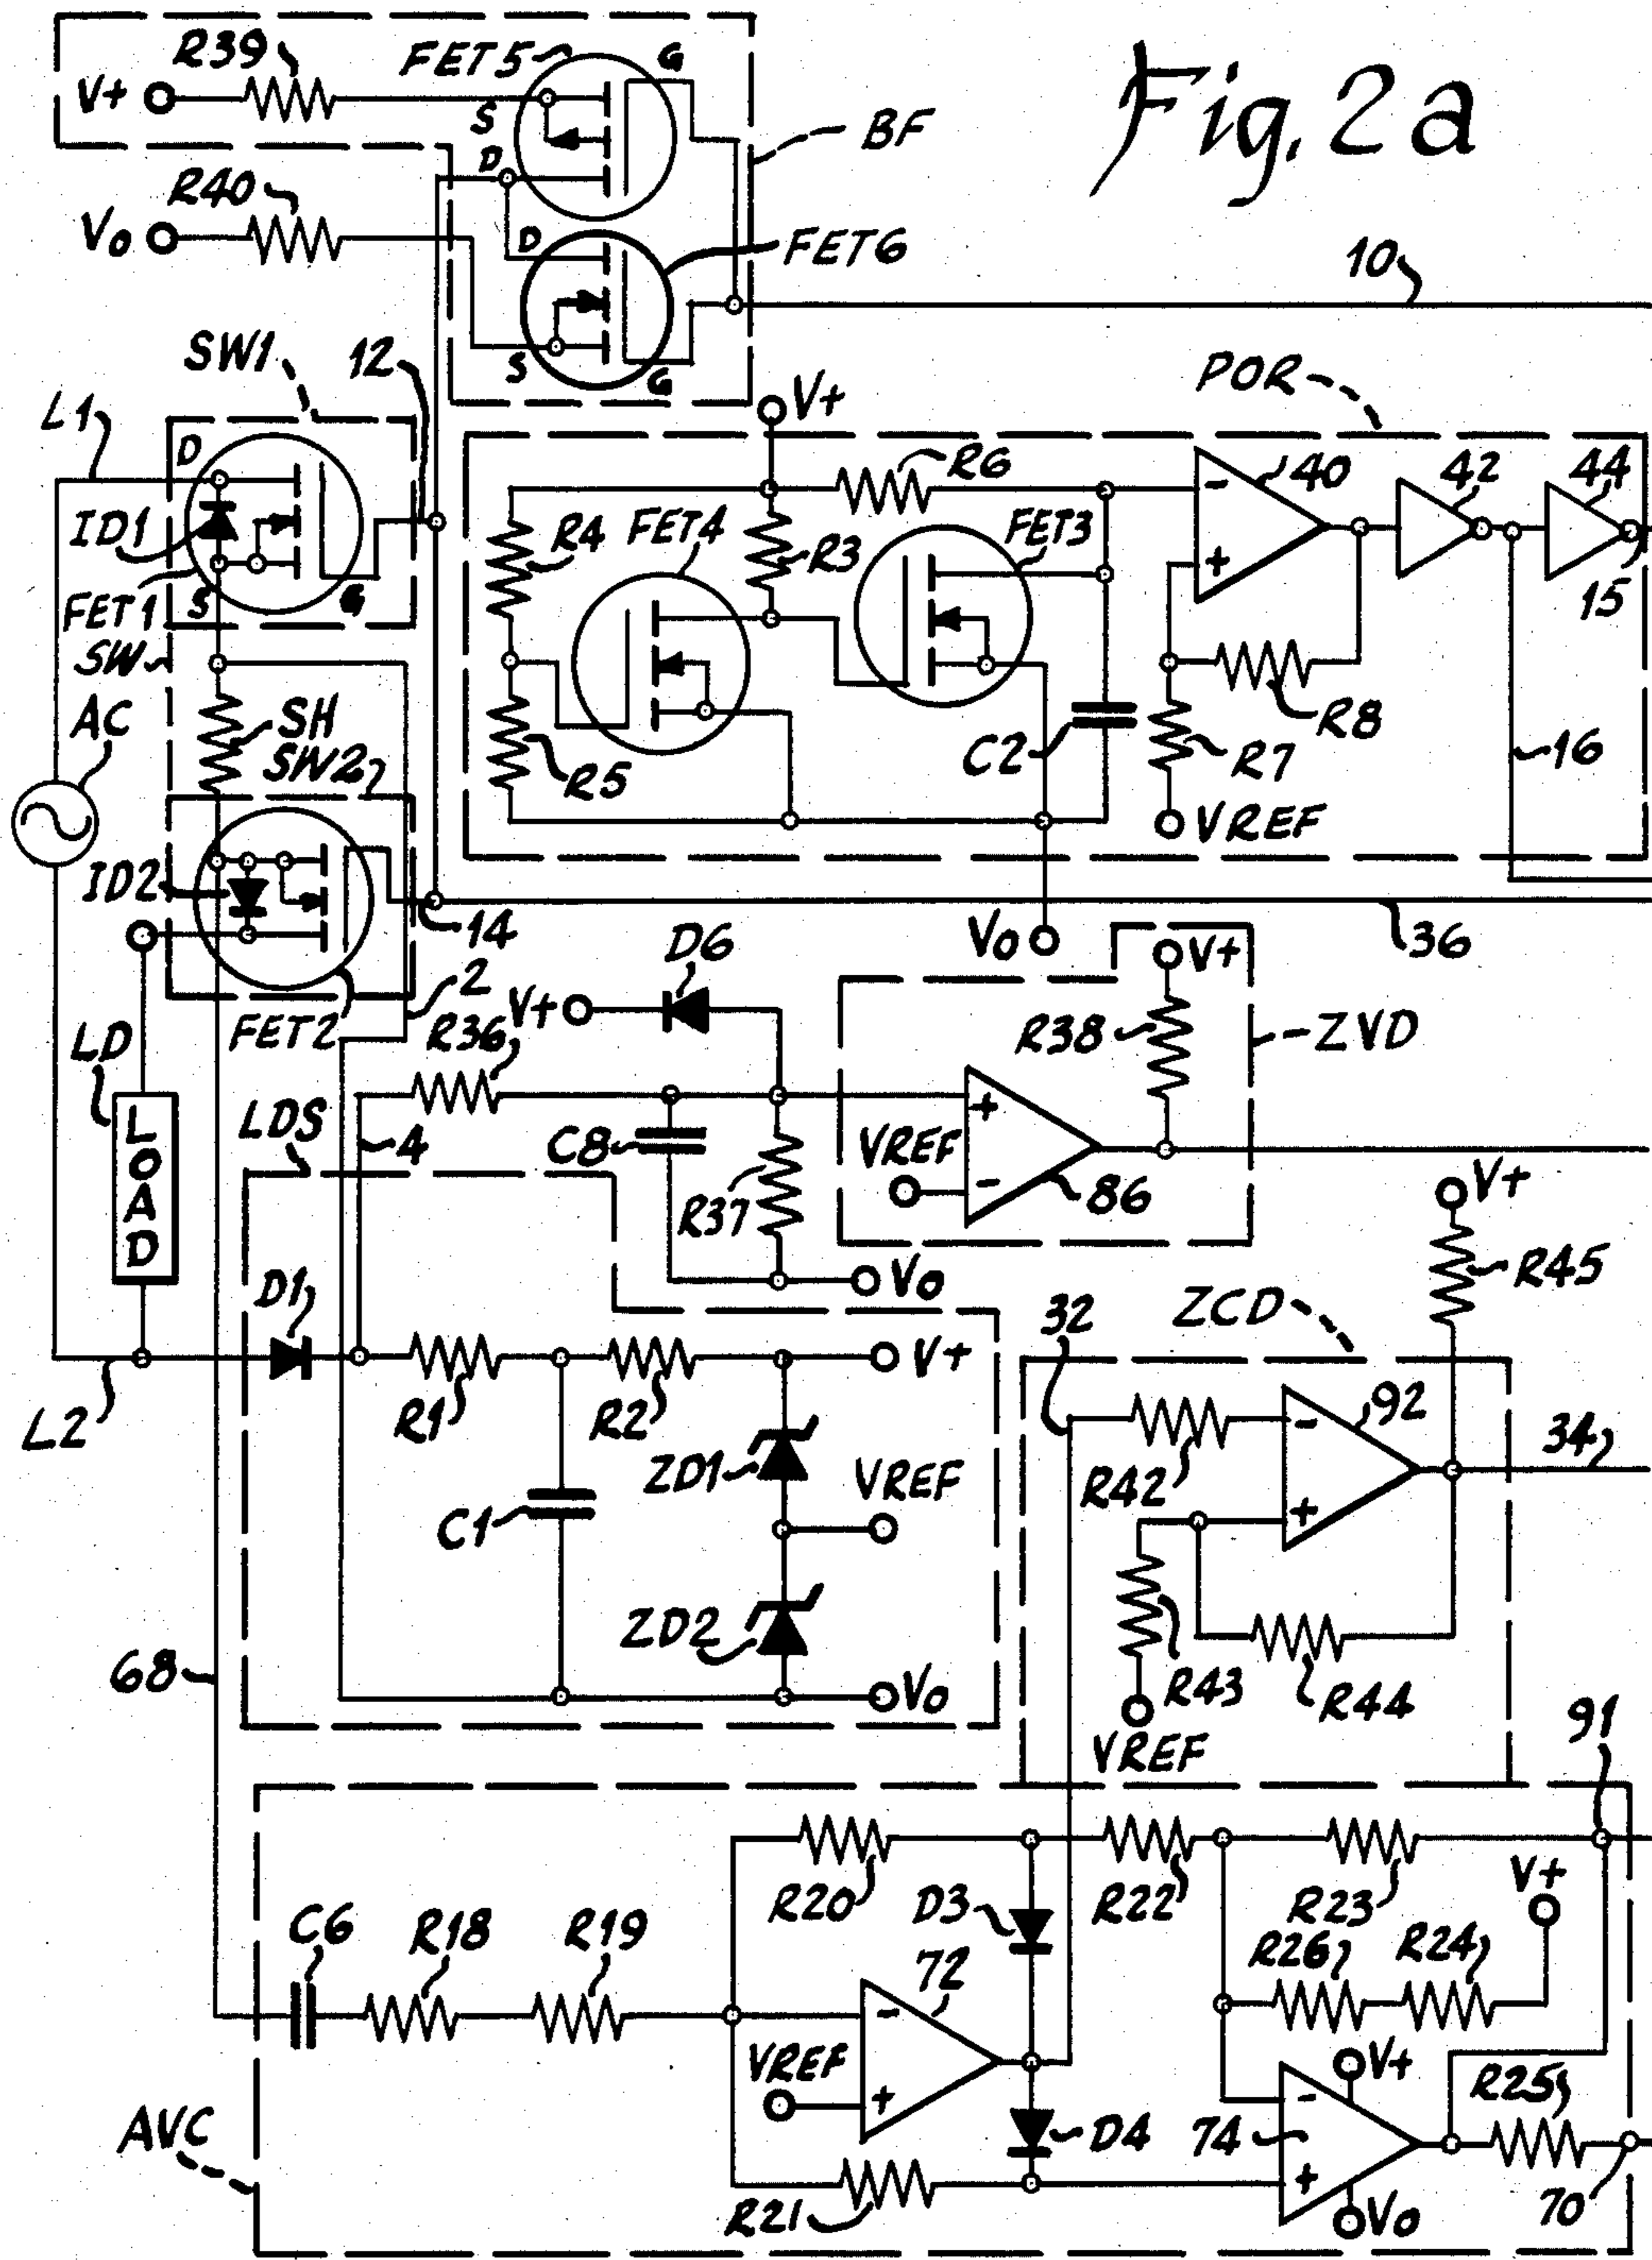 Fig. 2a
R39
FET5
G
V+
S
BF
D
R40
Vo
D
FET6
10
S
G
SW1
12
V+
POR
L1
D
R6
40
42
44
ID1
R4
FET4
R3
FET3
15
FET1
S
G
SW
AC
SH
SW2
R5
C2
R7
R8
16
VREF
ID2
14
Vo
36
D6
V+
2
V+
FET2
R36
R38
ZVD
LD
LDS
4
C8
VREF
+
-
86
LOAD
R37
V+
Vo
R45
D1
32
ZCD
V+
L2
R1
R2
92
34
ZD1
VREF
R42
-
+
C1
ZD2
68
Vo
R43
R44
VREF
91
R20
D3
R22
R23
V+
C6
R18
R19
72
R26
R24
-
VREF
+
V+
R25
AVC
D4
74
-
+
R21
Vo
70